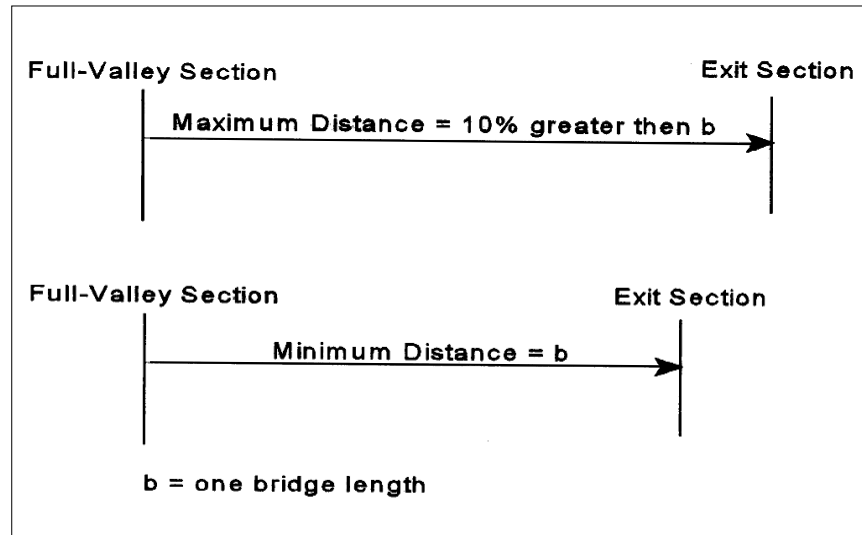 Full-Valley Section
Exit Section
Maximum Distance = 10% greater then b
Full-Valley Section
Exit Section
Minimum Distance = b
b = one bridge length